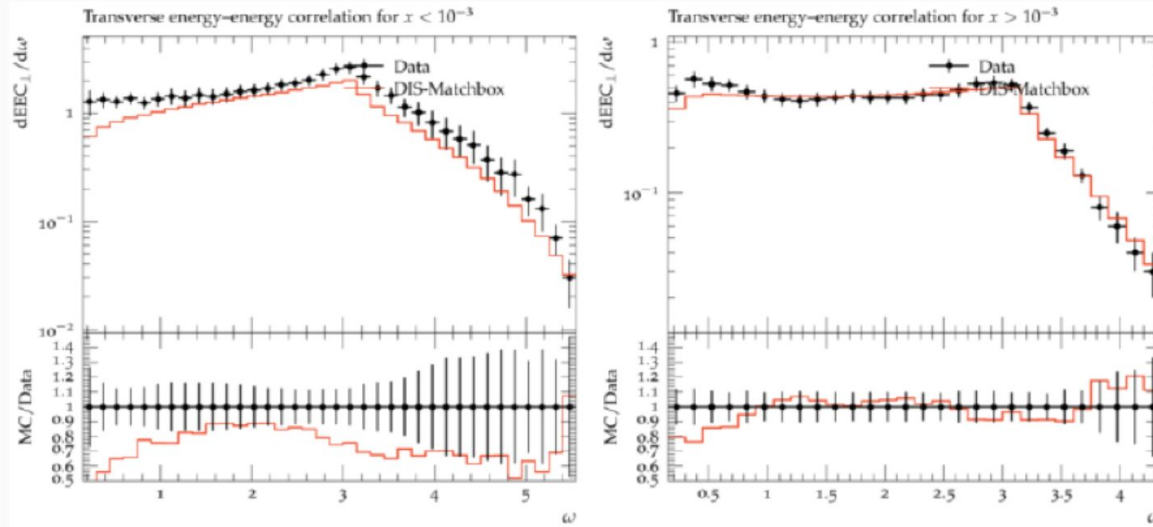 Transverse energy–energy correlation for x < 10⁻³
dEEC⊥/dω
Data
DIS-Matchbox
1
10⁻¹
10⁻²
MC/Data
1.4
1.3
1.2
1.1
1
0.9
0.8
0.7
0.6
0.5
1 2 3 4 5
ω
Transverse energy–energy correlation for x > 10⁻³
dEEC⊥/dω
1
Data
DIS-Matchbox
10⁻¹
MC/Data
1.4
1.3
1.2
1.1
1
0.9
0.8
0.7
0.6
0.5
0.5 1 1.5 2 2.5 3 3.5 4